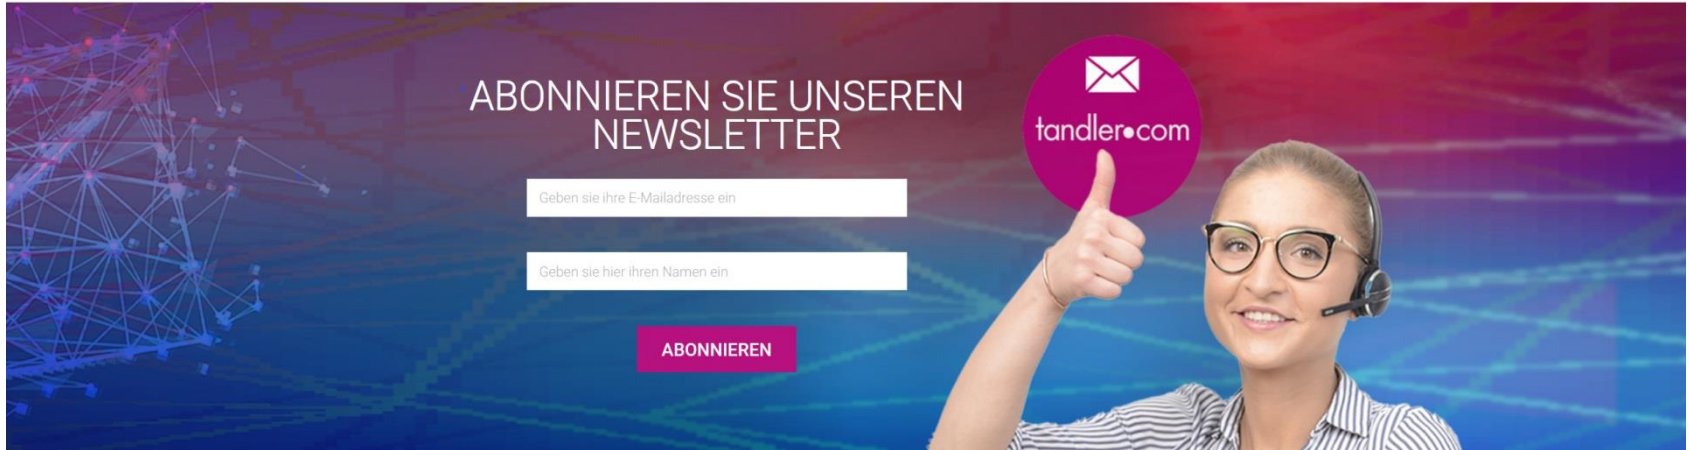 ABONNIEREN SIE UNSEREN
NEWSLETTER
Geben sie ihre E-Mailadresse ein
Geben sie hier ihren Namen ein
ABONNIEREN
tandler.com